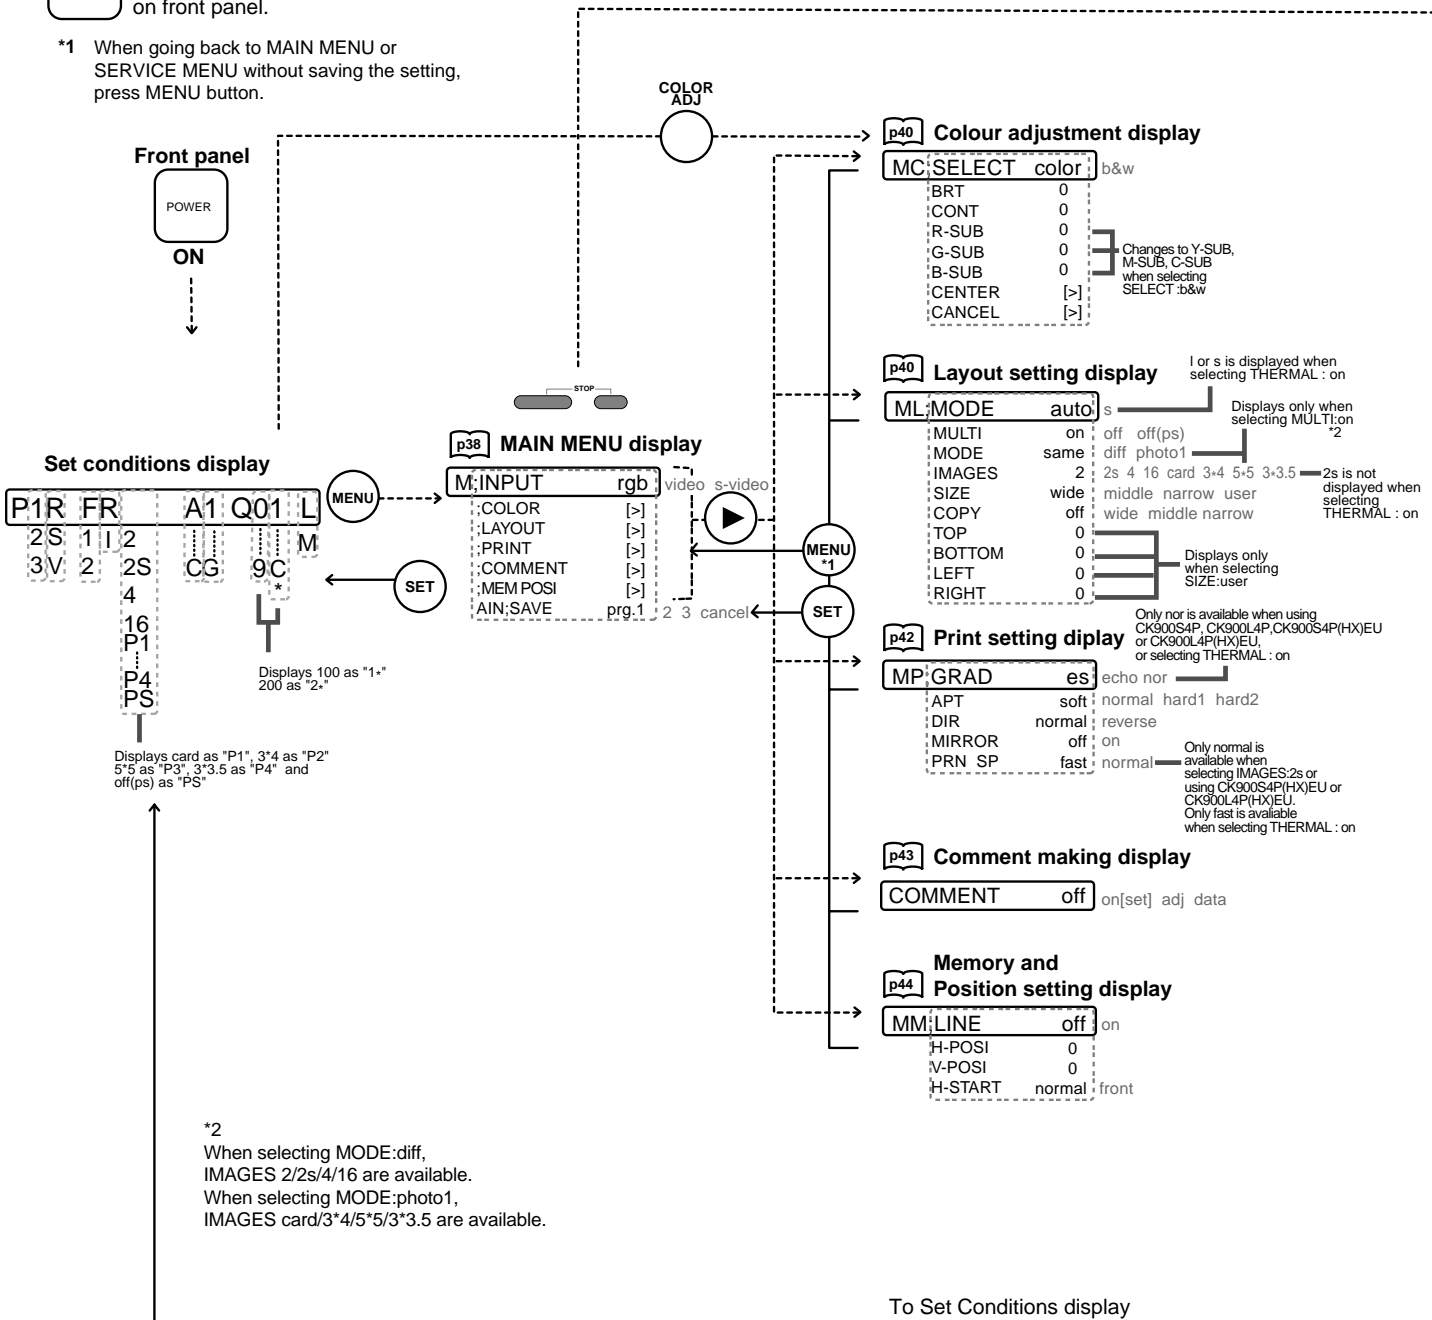 on front panel.
*1 When going back to MAIN MENU or
SERVICE MENU without saving the setting,
press MENU button.
COLOR
ADJ
Front panel
POWER
ON
STOP
Set conditions display
P1R FR A1 Q01 L
2 S 1 I 2 M
3 V 2 2S CG 9C
4 *
16
P1
P4
PS
Displays 100 as "1*"
200 as "2*"
Displays card as "P1", 3*4 as "P2"
5*5 as "P3", 3*3.5 as "P4" and
off(ps) as "PS"
MENU
SET
p38 MAIN MENU display
M;INPUT rgb video s-video
;COLOR [>]
;LAYOUT [>]
;PRINT [>]
;COMMENT [>]
;MEM POSI [>]
AIN;SAVE prg.1 2 3 cancel
MENU
*1
SET
p40 Colour adjustment display
MC;SELECT color b&w
BRT 0
CONT 0
R-SUB 0
G-SUB 0
B-SUB 0
CENTER [>]
CANCEL [>]
Changes to Y-SUB,
M-SUB, C-SUB
when selecting
SELECT :b&w
p40 Layout setting display
l or s is displayed when
selecting THERMAL : on
ML;MODE auto s
Displays only when
selecting MULTI:on
*2
MULTI on off off(ps)
MODE same diff photo1
IMAGES 2 2s 4 16 card 3*4 5*5 3*3.5
SIZE wide middle narrow user
COPY off wide middle narrow
TOP 0
BOTTOM 0
LEFT 0
RIGHT 0
2s is not
displayed when
selecting
THERMAL : on
Displays only
when selecting
SIZE:user
p42 Print setting diplay
Only nor is available when using
CK900S4P, CK900L4P,CK900S4P(HX)EU
or CK900L4P(HX)EU,
or selecting THERMAL : on
MP;GRAD es echo nor
APT soft normal hard1 hard2
DIR normal reverse
MIRROR off on
PRN SP fast normal
Only normal is
available when
selecting IMAGES:2s or
using CK900S4P(HX)EU or
CK900L4P(HX)EU.
Only fast is avaliable
when selecting THERMAL : on
p43 Comment making display
COMMENT off on[set] adj data
p44 Memory and
Position setting display
MM;LINE off on
H-POSI 0
V-POSI 0
H-START normal front
*2
When selecting MODE:diff,
IMAGES 2/2s/4/16 are available.
When selecting MODE:photo1,
IMAGES card/3*4/5*5/3*3.5 are available.
To Set Conditions display